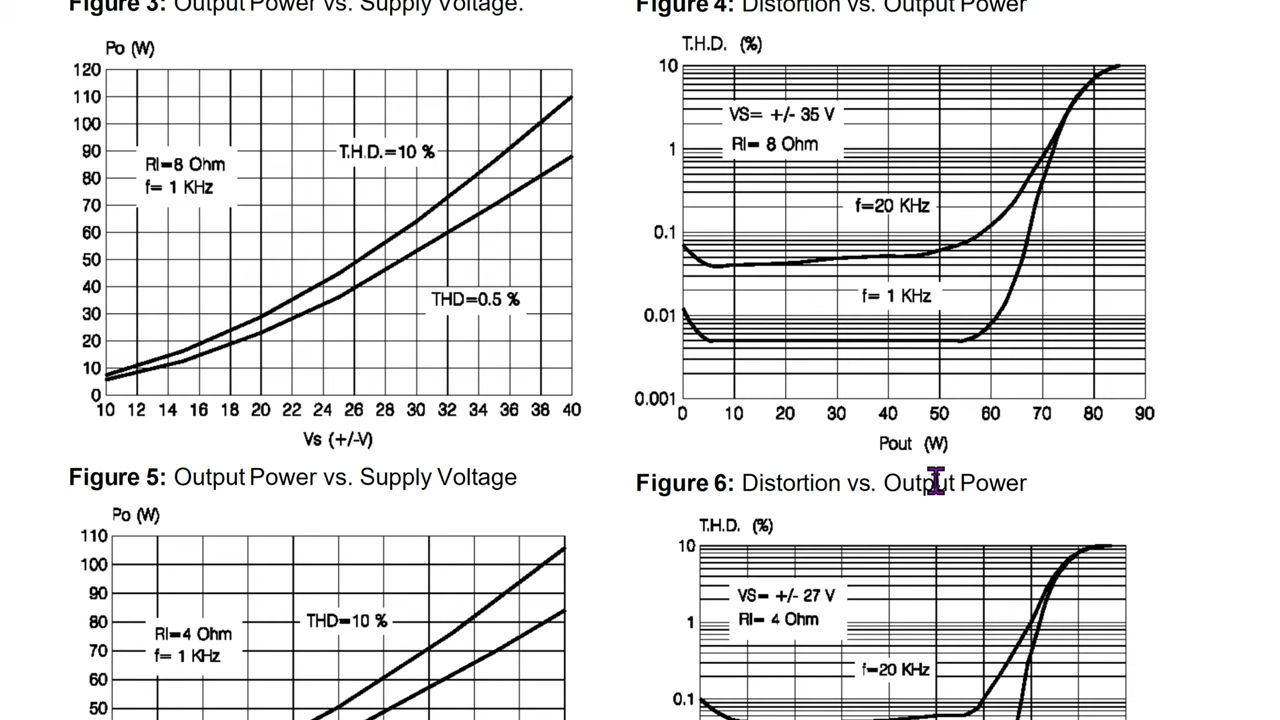 Figure 3: Output Power vs. Supply Voltage.
Po (W)
120
110
100
90
80
70
60
50
40
30
20
10
0
Rl=8 Ohm
f= 1 KHz
T.H.D.=10 %
THD=0.5 %
10 12 14 16 18 20 22 24 26 28 30 32 34 36 38 40
Vs (+/-V)
Figure 4: Distortion vs. Output Power
T.H.D. (%)
10
1
0.1
0.01
0.001
VS= +/- 35 V
Rl= 8 Ohm
f=20 KHz
f= 1 KHz
0 10 20 30 40 50 60 70 80 90
Pout (W)
Figure 5: Output Power vs. Supply Voltage
Po (W)
110
100
90
80
70
60
50
Rl=4 Ohm
f= 1 KHz
THD=10 %
Figure 6: Distortion vs. Output Power
T.H.D. (%)
10
1
0.1
VS= +/- 27 V
Rl= 4 Ohm
f=20 KHz